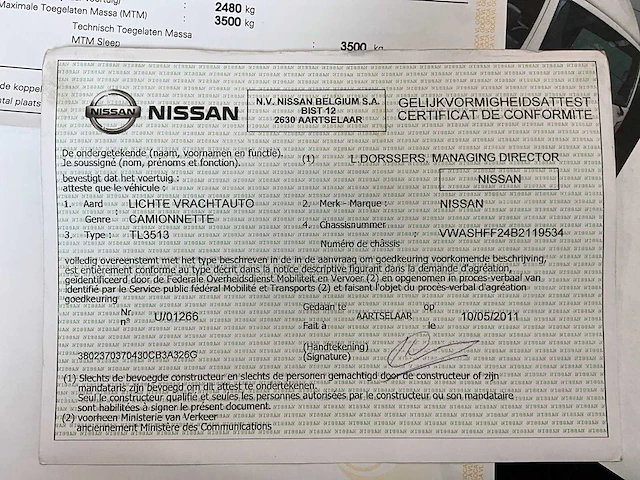 Maximale Toegelaten Massa (MTM) : 2480 kg
3500 kg
Technisch Toegelaten Massa
MTM Sleep : 3500 kg
de koppel
tal plaats
NISSAN NISSAN
N.V. NISSAN BELGIUM S.A.
BIST 12
2630 AARTSELAAR
GELIJKVORMIGHEIDSATTEST
CERTIFICAT DE CONFORMITE
De ondergetekende (naam, voornamen en functie).
Je soussigné (nom, prénoms et fonction).
(1) L.DORSSERS, MANAGING DIRECTOR
bevestigt dat het voertuig :
atteste que le véhicule :
NISSAN
1. Aard : LICHTE VRACHTAUTO
Genre : CAMIONNETTE
2. Merk - Marque : NISSAN
3. Type : TL3513
4. Chassisnummer
Numéro de châssis : VWASHFF24B2119534
volledig overeenstemt met het type beschreven in de in de aanvraag om goedkeuring voorkomende beschrijving,
est entièrement conforme au type décrit dans la notice descriptive figurant dans la demande d'agréation,
geïdentificeerd door de Federale Overheidsdienst Mobiliteit en Vervoer (2) en opgenomen in proces-verbaal van
identifié par le Service public fédéral Mobilité et Transports (2) et faisant l'objet du procès-verbal d'agréation
goedkeuring
Nr.
n° U/01266.
Gedaan te
Fait à AARTSELAAR
op
le 10/05/2011
3802370370430CB3A326G
(Handtekening)
(Signature)
(1) Slechts de bevoegde constructeur en slechts de personen gemachtigd door de constructeur of zijn
mandataris zijn bevoegd om dit attest te ondertekenen.
Seul le constructeur qualifié et seules les personnes autorisées par le constructeur ou son mandataire
sont habilitées à signer le présent document.
(2) voorheen Ministerie van Verkeer
anciennement Ministère des Communications